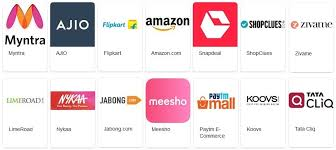 Myntra
AJIO
Flipkart
amazon
snapdeal
SHOPCLUES
zivame
Myntra
AJIO
Flipkart
Amazon.com
Snapdeal
ShopClues
Zivame
LIMEROAD
NYKAA
JABONG
meesho
Paytm
mall
KOOVS
TATA
CLiQ
LimeRoad
Nykaa
Jabong.com
Meesho
Paytm E-
Commerce
Koovs
Tata Cliq